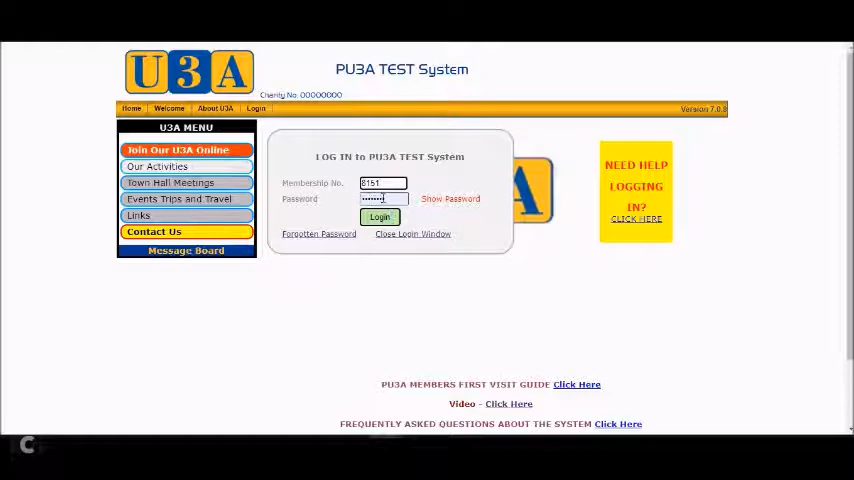 U3A
PU3A TEST System
Charity No. 00000000
Home Welcome About U3A Login
Version 7.0.8
U3A MENU
Join Our U3A Online
Our Activities
Town Hall Meetings
Events Trips and Travel
Links
Contact Us
Message Board
LOG IN to PU3A TEST System
Membership No. 8151
Password •••••••• Show Password
Login
Forgotten Password Close Login Window
A
NEED HELP
LOGGING
IN?
CLICK HERE
PU3A MEMBERS FIRST VISIT GUIDE Click Here
Video - Click Here
FREQUENTLY ASKED QUESTIONS ABOUT THE SYSTEM Click Here
C